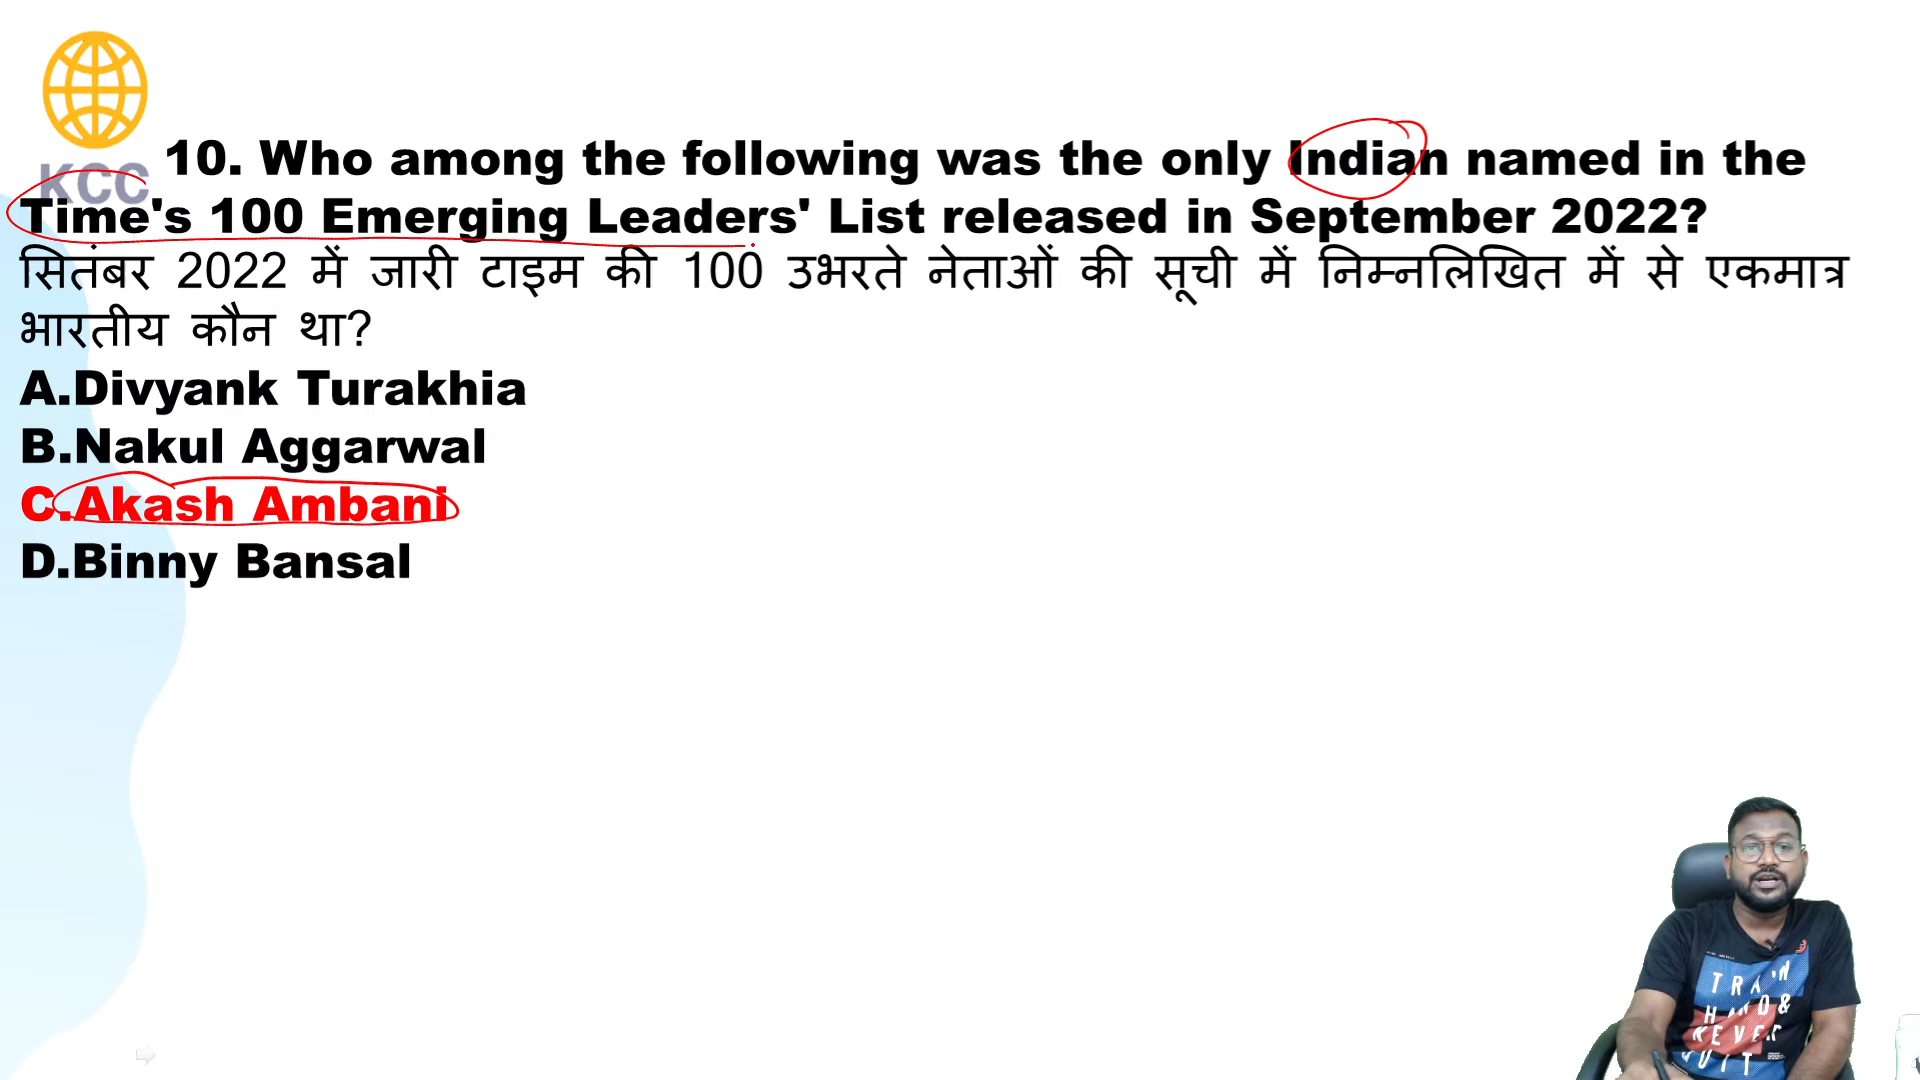 KCC
10. Who among the following was the only Indian named in the
Time's 100 Emerging Leaders' List released in September 2022?
सितंबर 2022 में जारी टाइम की 100 उभरते नेताओं की सूची में निम्नलिखित में से एकमात्र
भारतीय कौन था?
A.Divyank Turakhia
B.Nakul Aggarwal
C.Akash Ambani
D.Binny Bansal